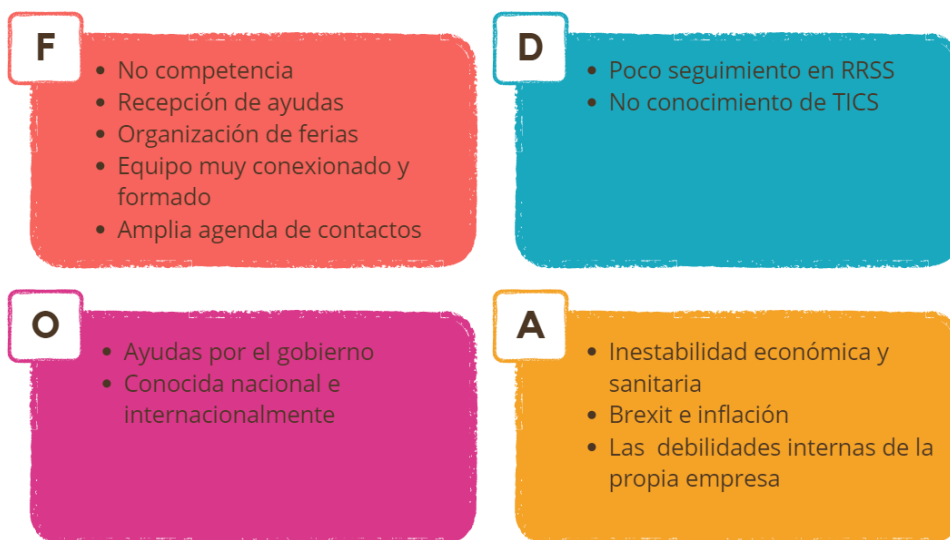 F
No competencia
Recepción de ayudas
Organización de ferias
Equipo muy conexionado y
formado
Amplia agenda de contactos
D
Poco seguimiento en RRSS
No conocimiento de TICS
O
Ayudas por el gobierno
Conocida nacional e
internacionalmente
A
Inestabilidad económica y
sanitaria
Brexit e inflación
Las debilidades internas de la
propia empresa